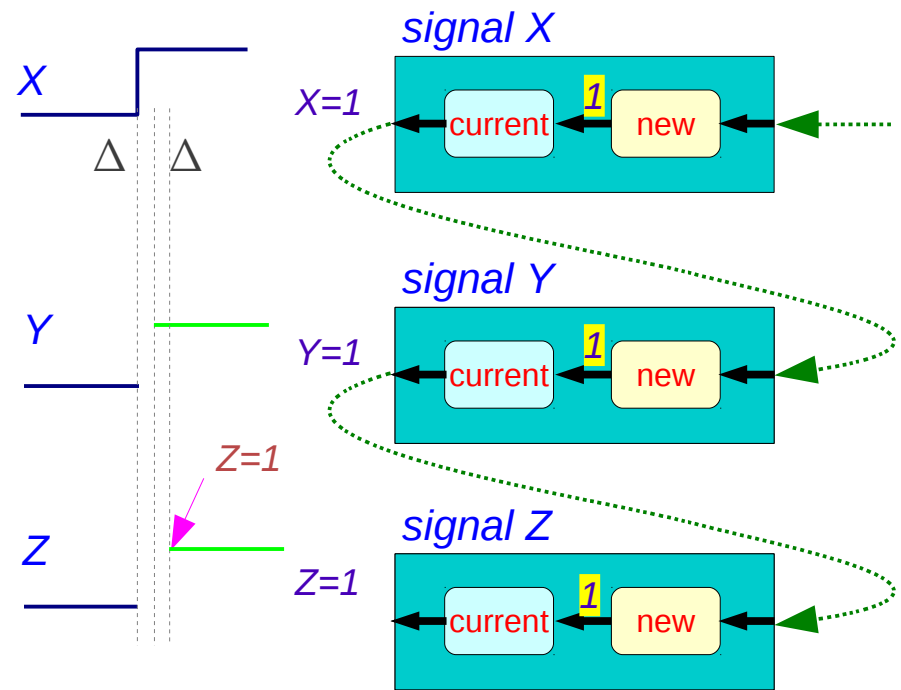 signal X
X
X=1
1
current
new
Δ
Δ
signal Y
Y
Y=1
1
current
new
Z=1
signal Z
Z
Z=1
1
current
new